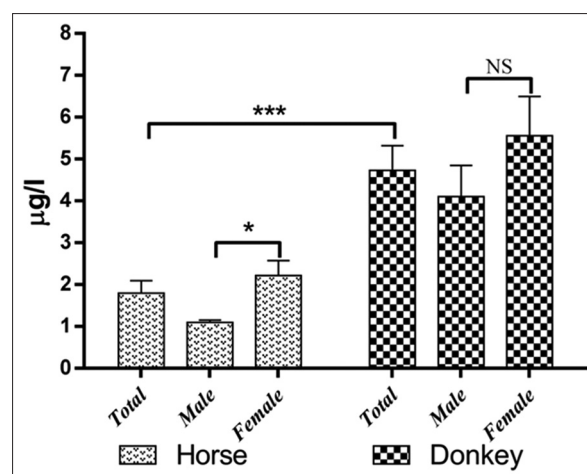 8
7
6
5
4
3
2
1
0
µg/l
***
*
NS
Total
Male
Female
Total
Male
Female
Horse
Donkey